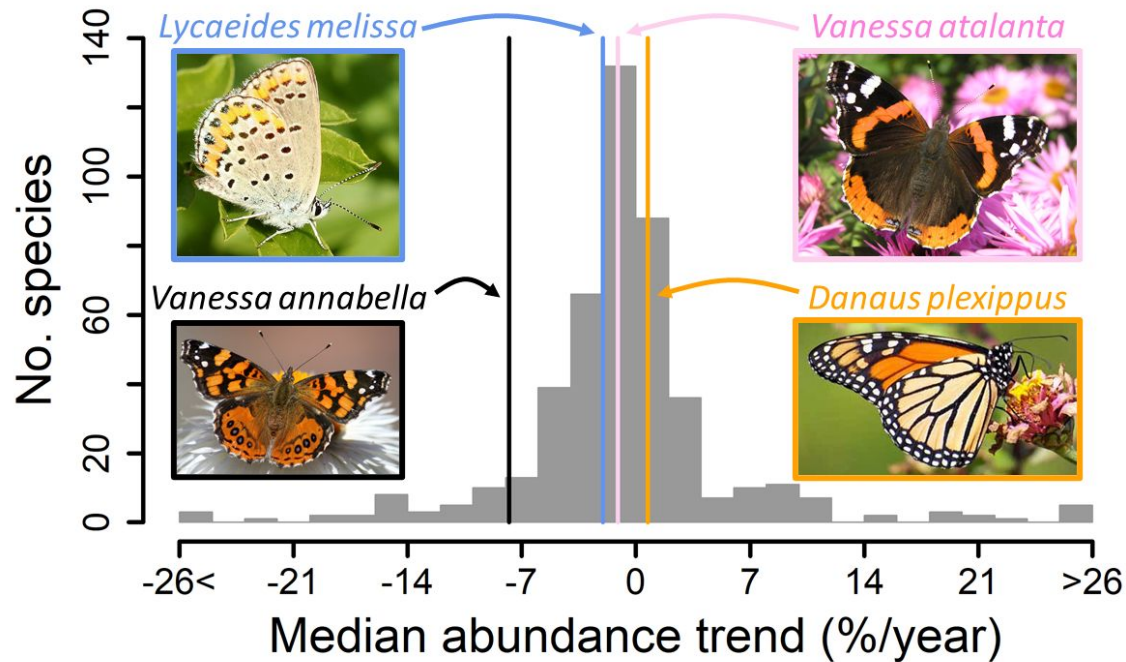 Lycaeides melissa
Vanessa atalanta
Vanessa annabella
Danaus plexippus
No. species
140
100
60
20
0
-26<
-21
-14
-7
0
7
14
21
>26
Median abundance trend (%/year)